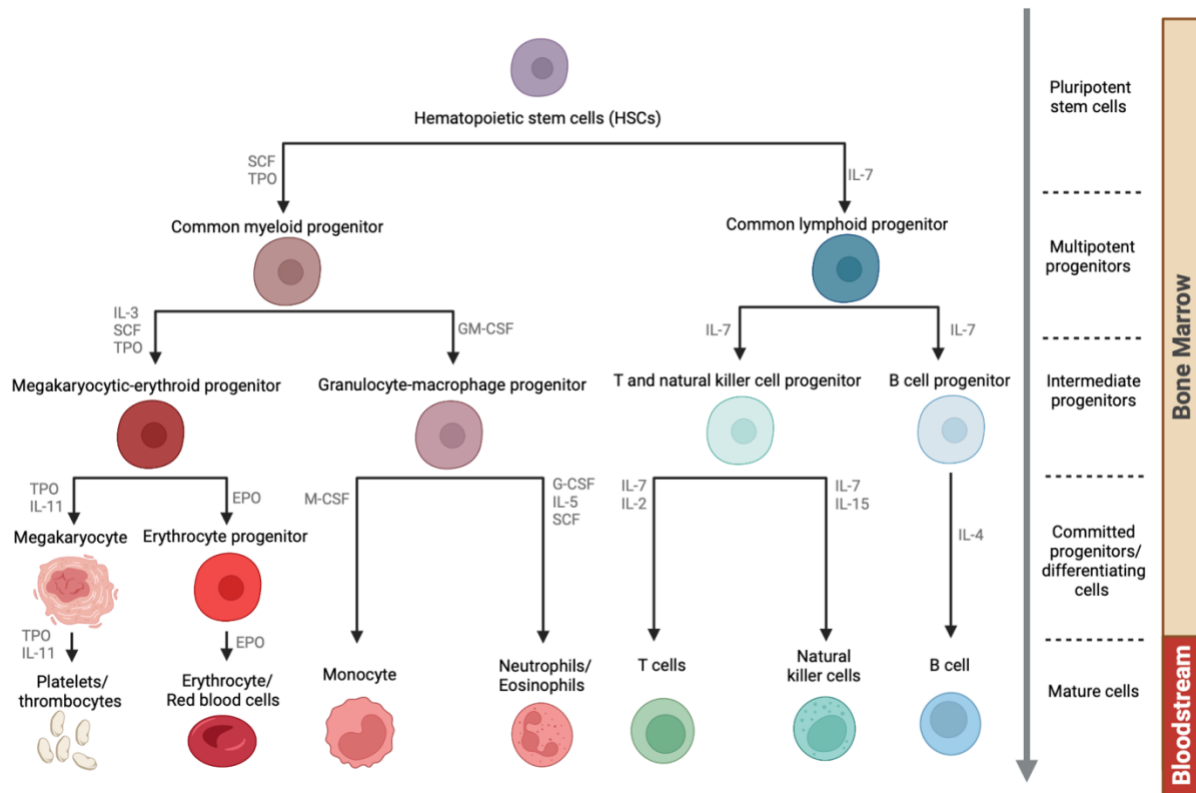 Hematopoietic stem cells (HSCs)
SCF
TPO
IL-7
Common myeloid progenitor
Common lymphoid progenitor
IL-3
SCF
TPO
GM-CSF
IL-7
IL-7
Megakaryocytic-erythroid progenitor
Granulocyte-macrophage progenitor
T and natural killer cell progenitor
B cell progenitor
TPO
IL-11
EPO
M-CSF
G-CSF
IL-5
SCF
IL-7
IL-2
IL-7
IL-15
IL-4
Megakaryocyte
Erythrocyte progenitor
TPO
IL-11
EPO
Platelets/
thrombocytes
Erythrocyte/
Red blood cells
Monocyte
Neutrophils/
Eosinophils
T cells
Natural
killer cells
B cell
Pluripotent
stem cells
Multipotent
progenitors
Intermediate
progenitors
Committed
progenitors/
differentiating
cells
Mature cells
Bone Marrow
Bloodstream